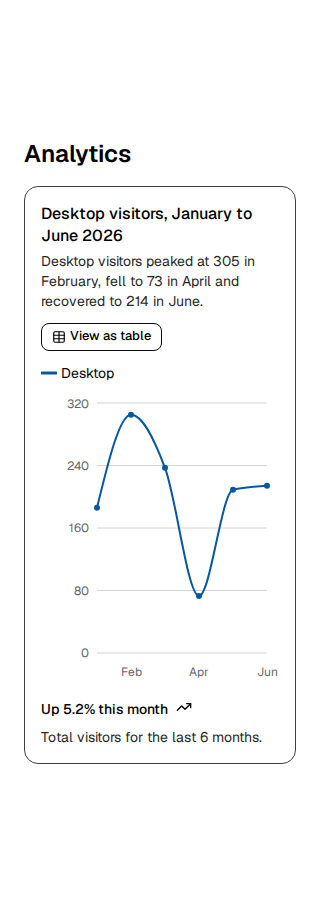 Analytics
Desktop visitors, January to
June 2026
Desktop visitors peaked at 305 in
February, fell to 73 in April and
recovered to 214 in June.
View as table
Desktop
320
240
160
80
0
Feb Apr Jun
Up 5.2% this month
Total visitors for the last 6 months.